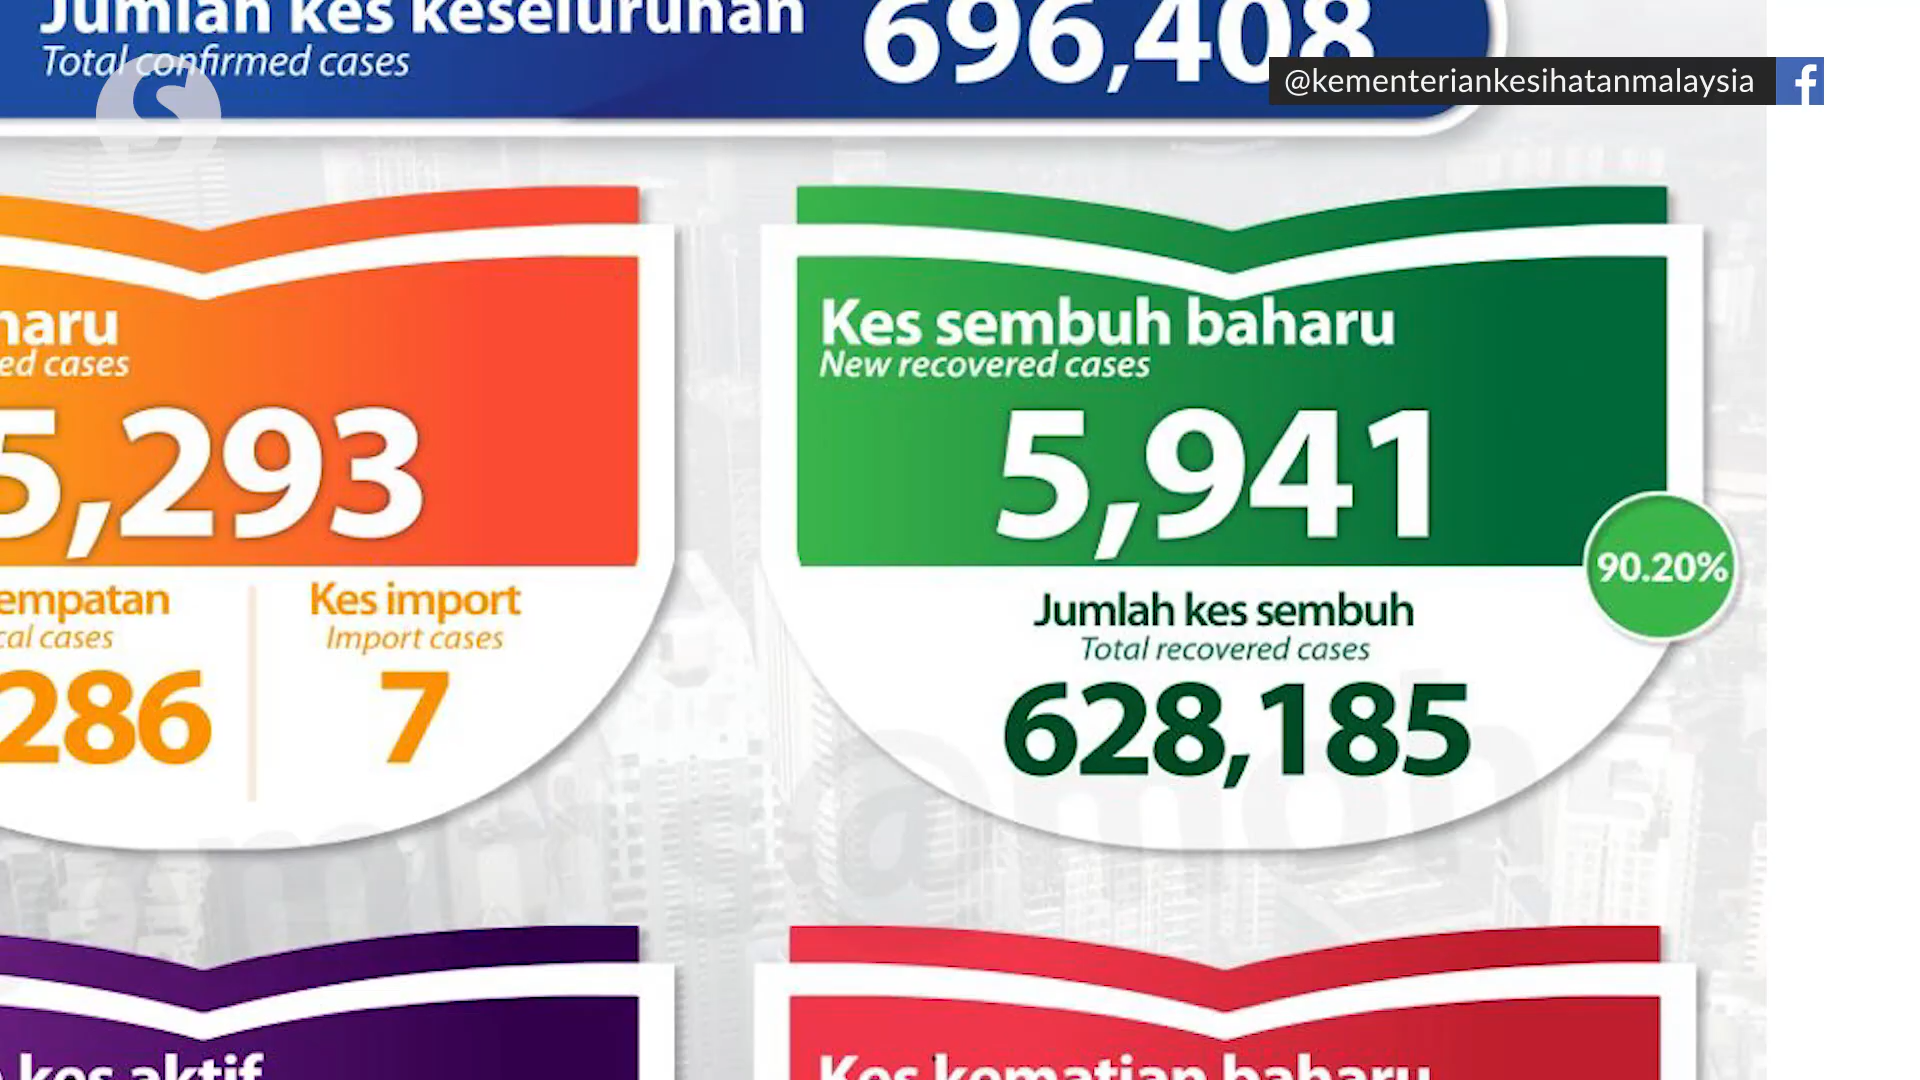 Jumlah kes keseluruhan
Total confirmed cases
696,408
@kementeriankesihatanmalaysia
haru
ed cases
5,293
empatan
cal cases
286
Kes import
Import cases
7
Kes sembuh baharu
New recovered cases
5,941
90.20%
Jumlah kes sembuh
Total recovered cases
628,185
kes aktif
Kes kematian baharu